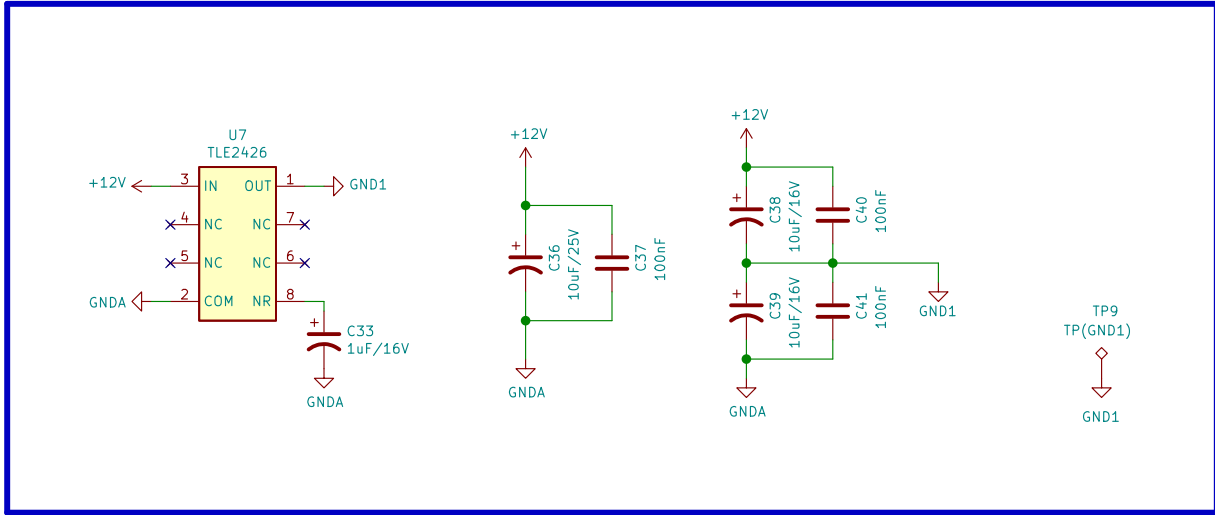 U7
TLE2426
+12V
3
IN
OUT
1
GND1
4
NC
NC
7
5
NC
NC
6
GNDA
2
COM
NR
8
+
C33
1uF/16V
GNDA
+12V
+
C36
10uF/25V
C37
100nF
GNDA
+12V
+
C38
10uF/16V
C40
100nF
+
C39
10uF/16V
C41
100nF
GND1
GNDA
TP9
TP(GND1)
GND1